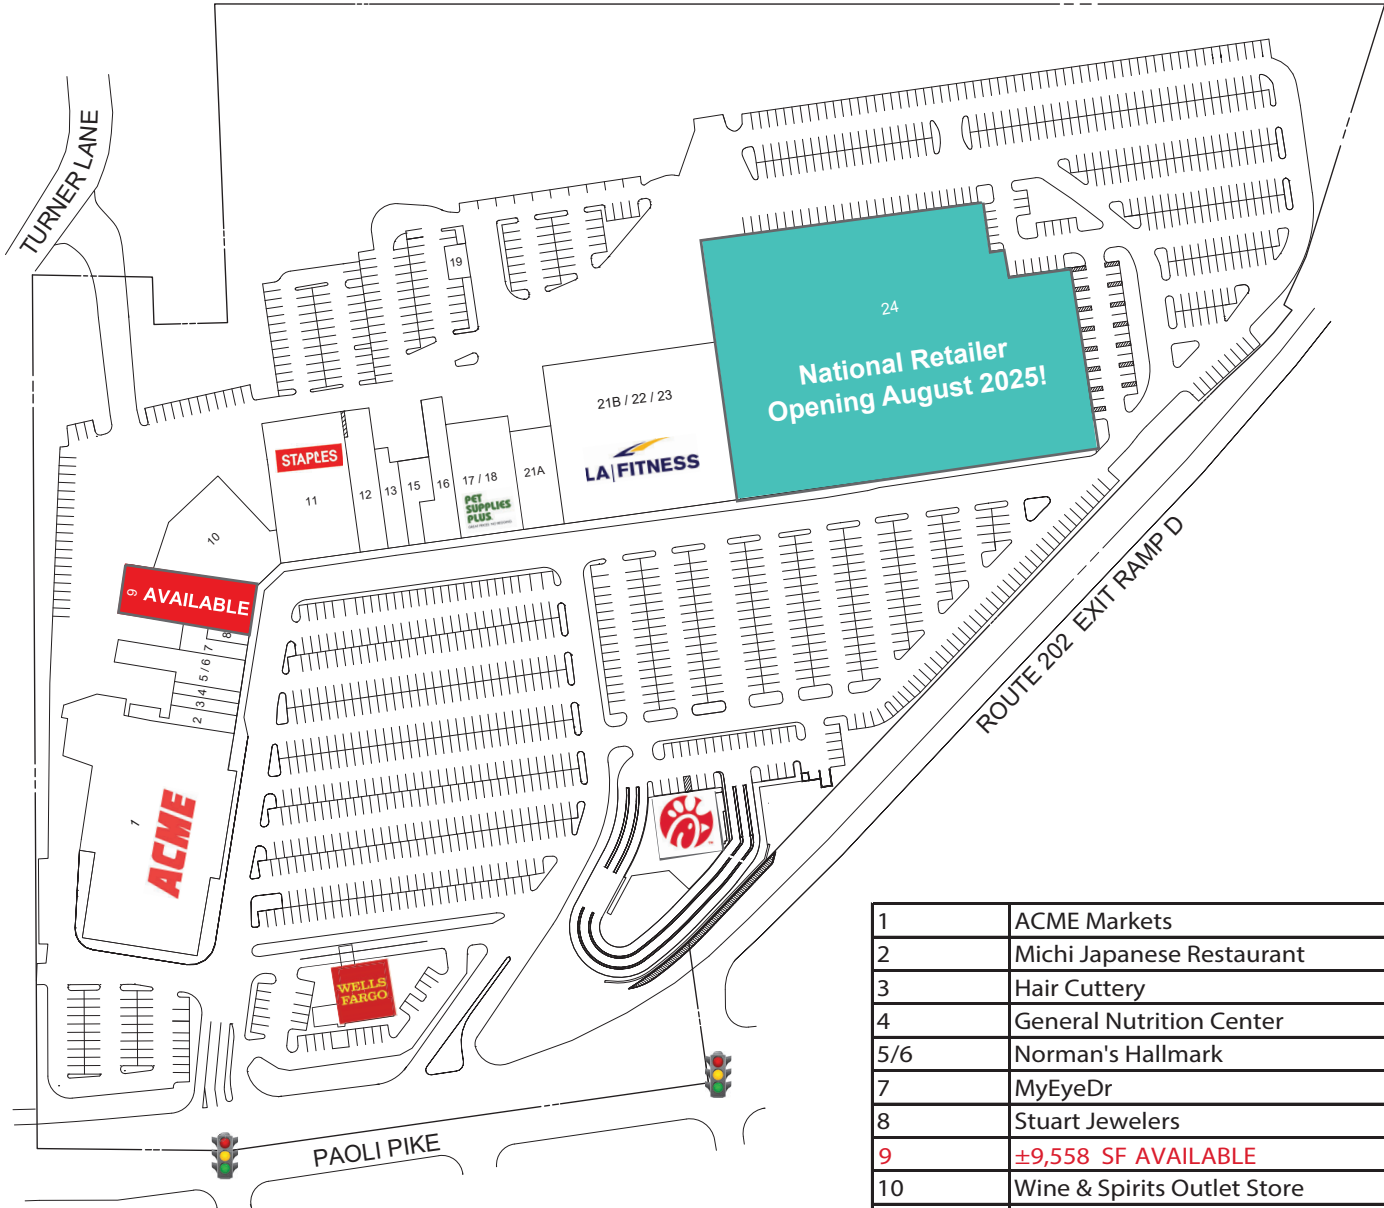 TURNER LANE
19
24
National Retailer
Opening August 2025!
21B / 22 / 23
LA FITNESS
STAPLES
11
12
13
15
16
17 / 18
PET
SUPPLIES
PLUS
21A
10
9 AVAILABLE
8
7
5/6
4
3
2
1
ACME
WELLS
FARGO
ROUTE 202 EXIT RAMP D
PAOLI PIKE
1 ACME Markets
2 Michi Japanese Restaurant
3 Hair Cuttery
4 General Nutrition Center
5/6 Norman's Hallmark
7 MyEyeDr
8 Stuart Jewelers
9 ±9,558 SF AVAILABLE
10 Wine & Spirits Outlet Store